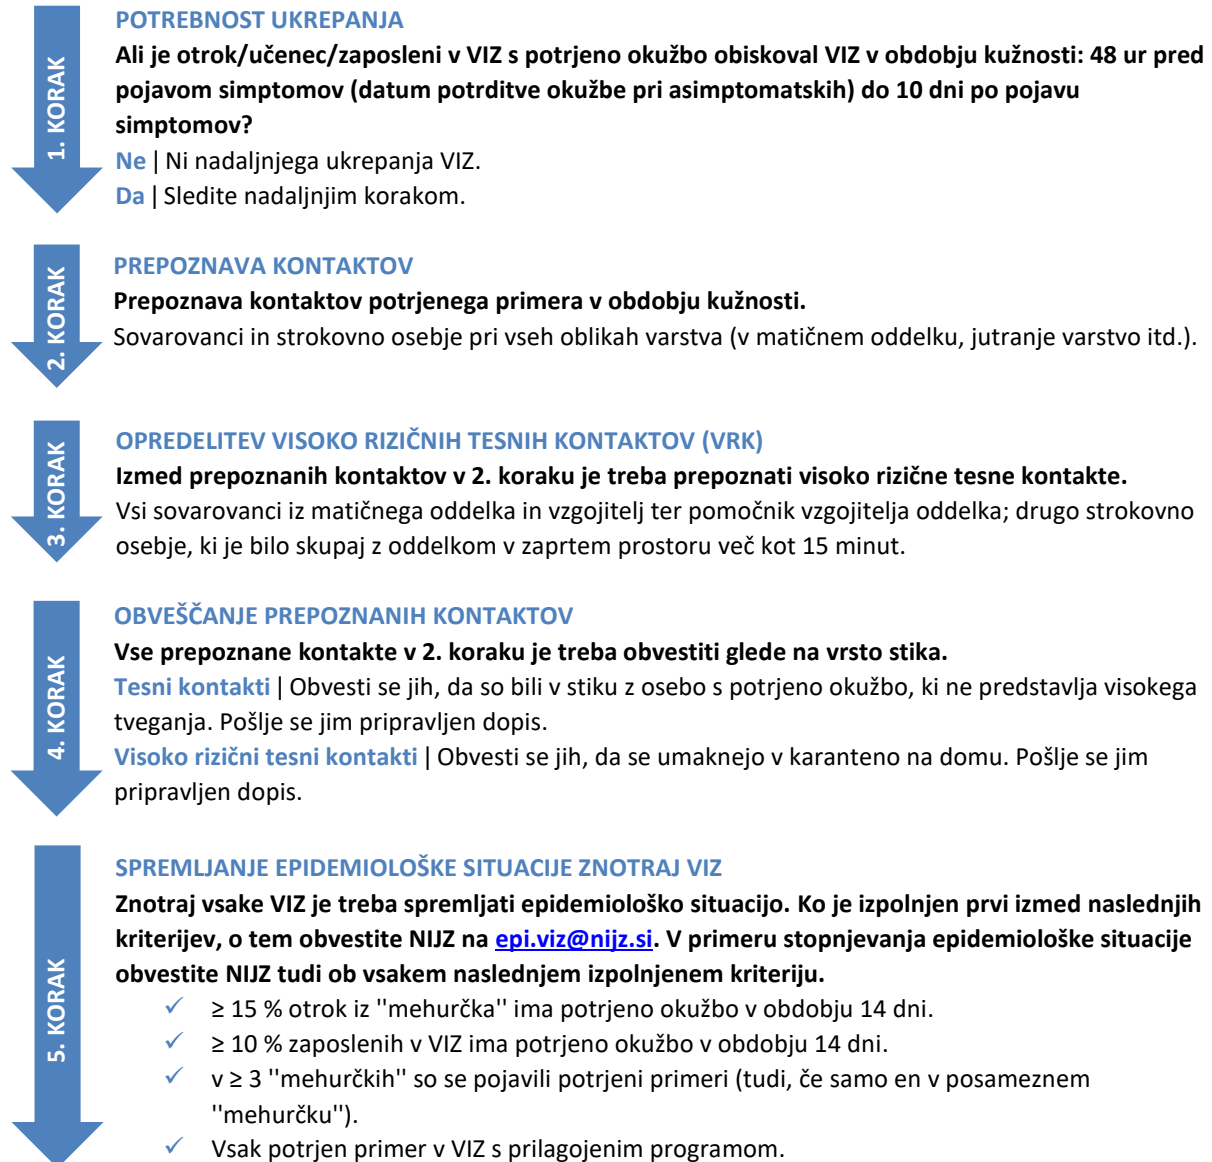 1. KORAK
POTREBNOST UKREPANJA
Ali je otrok/učenec/zaposleni v VIZ s potrjeno okužbo obiskoval VIZ v obdobju kužnosti: 48 ur pred
pojavom simptomov (datum potrditve okužbe pri asimptomatskih) do 10 dni po pojavu
simptomov?
Ne | Ni nadaljnjega ukrepanja VIZ.
Da | Sledite nadaljnjim korakom.
2. KORAK
PREPOZNAVA KONTAKTOV
Prepoznava kontaktov potrjenega primera v obdobju kužnosti.
Sovarovanci in strokovno osebje pri vseh oblikah varstva (v matičnem oddelku, jutranje varstvo itd.).
3. KORAK
OPREDELITEV VISOKO RIZIČNIH TESNIH KONTAKTOV (VRK)
Izmed prepoznanih kontaktov v 2. koraku je treba prepoznati visoko rizične tesne kontakte.
Vsi sovarovanci iz matičnega oddelka in vzgojitelj ter pomočnik vzgojitelja oddelka; drugo strokovno
osebje, ki je bilo skupaj z oddelkom v zaprtem prostoru več kot 15 minut.
4. KORAK
OBVEŠČANJE PREPOZNANIH KONTAKTOV
Vse prepoznane kontakte v 2. koraku je treba obvestiti glede na vrsto stika.
Tesni kontakti | Obvesti se jih, da so bili v stiku z osebo s potrjeno okužbo, ki ne predstavlja visokega
tveganja. Pošlje se jim pripravljen dopis.
Visoko rizični tesni kontakti | Obvesti se jih, da se umaknejo v karanteno na domu. Pošlje se jim
pripravljen dopis.
5. KORAK
SPREMLJANJE EPIDEMIOLOŠKE SITUACIJE ZNOTRAJ VIZ
Znotraj vsake VIZ je treba spremljati epidemiološko situacijo. Ko je izpolnjen prvi izmed naslednjih
kriterijev, o tem obvestite NIJZ na epi.viz@nijz.si. V primeru stopnjevanja epidemiološke situacije
obvestite NIJZ tudi ob vsakem naslednjem izpolnjenem kriteriju.
✓ ≥ 15 % otrok iz ''mehurčka'' ima potrjeno okužbo v obdobju 14 dni.
✓ ≥ 10 % zaposlenih v VIZ ima potrjeno okužbo v obdobju 14 dni.
✓ v ≥ 3 ''mehurčkih'' so se pojavili potrjeni primeri (tudi, če samo en v posameznem
''mehurčku'').
✓ Vsak potrjen primer v VIZ s prilagojenim programom.